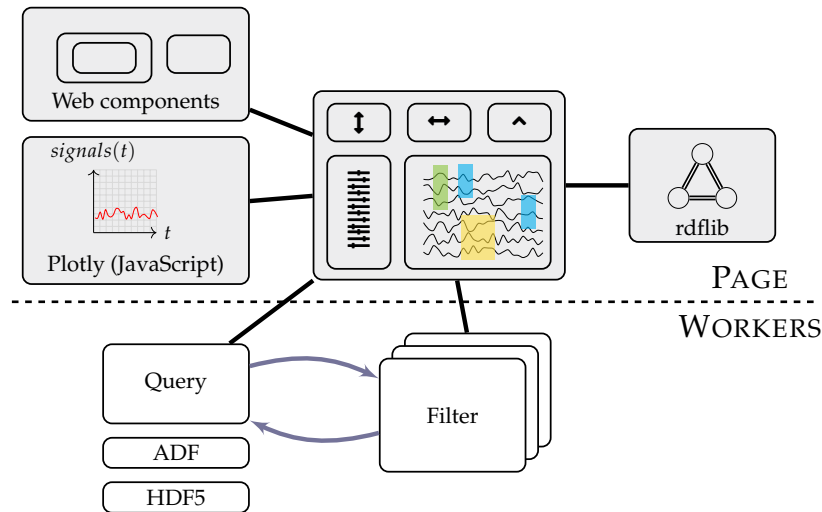 Web components
signals(t)
t
Plotly (JavaScript)
rdflib
PAGE
WORKERS
Query
Filter
ADF
HDF5